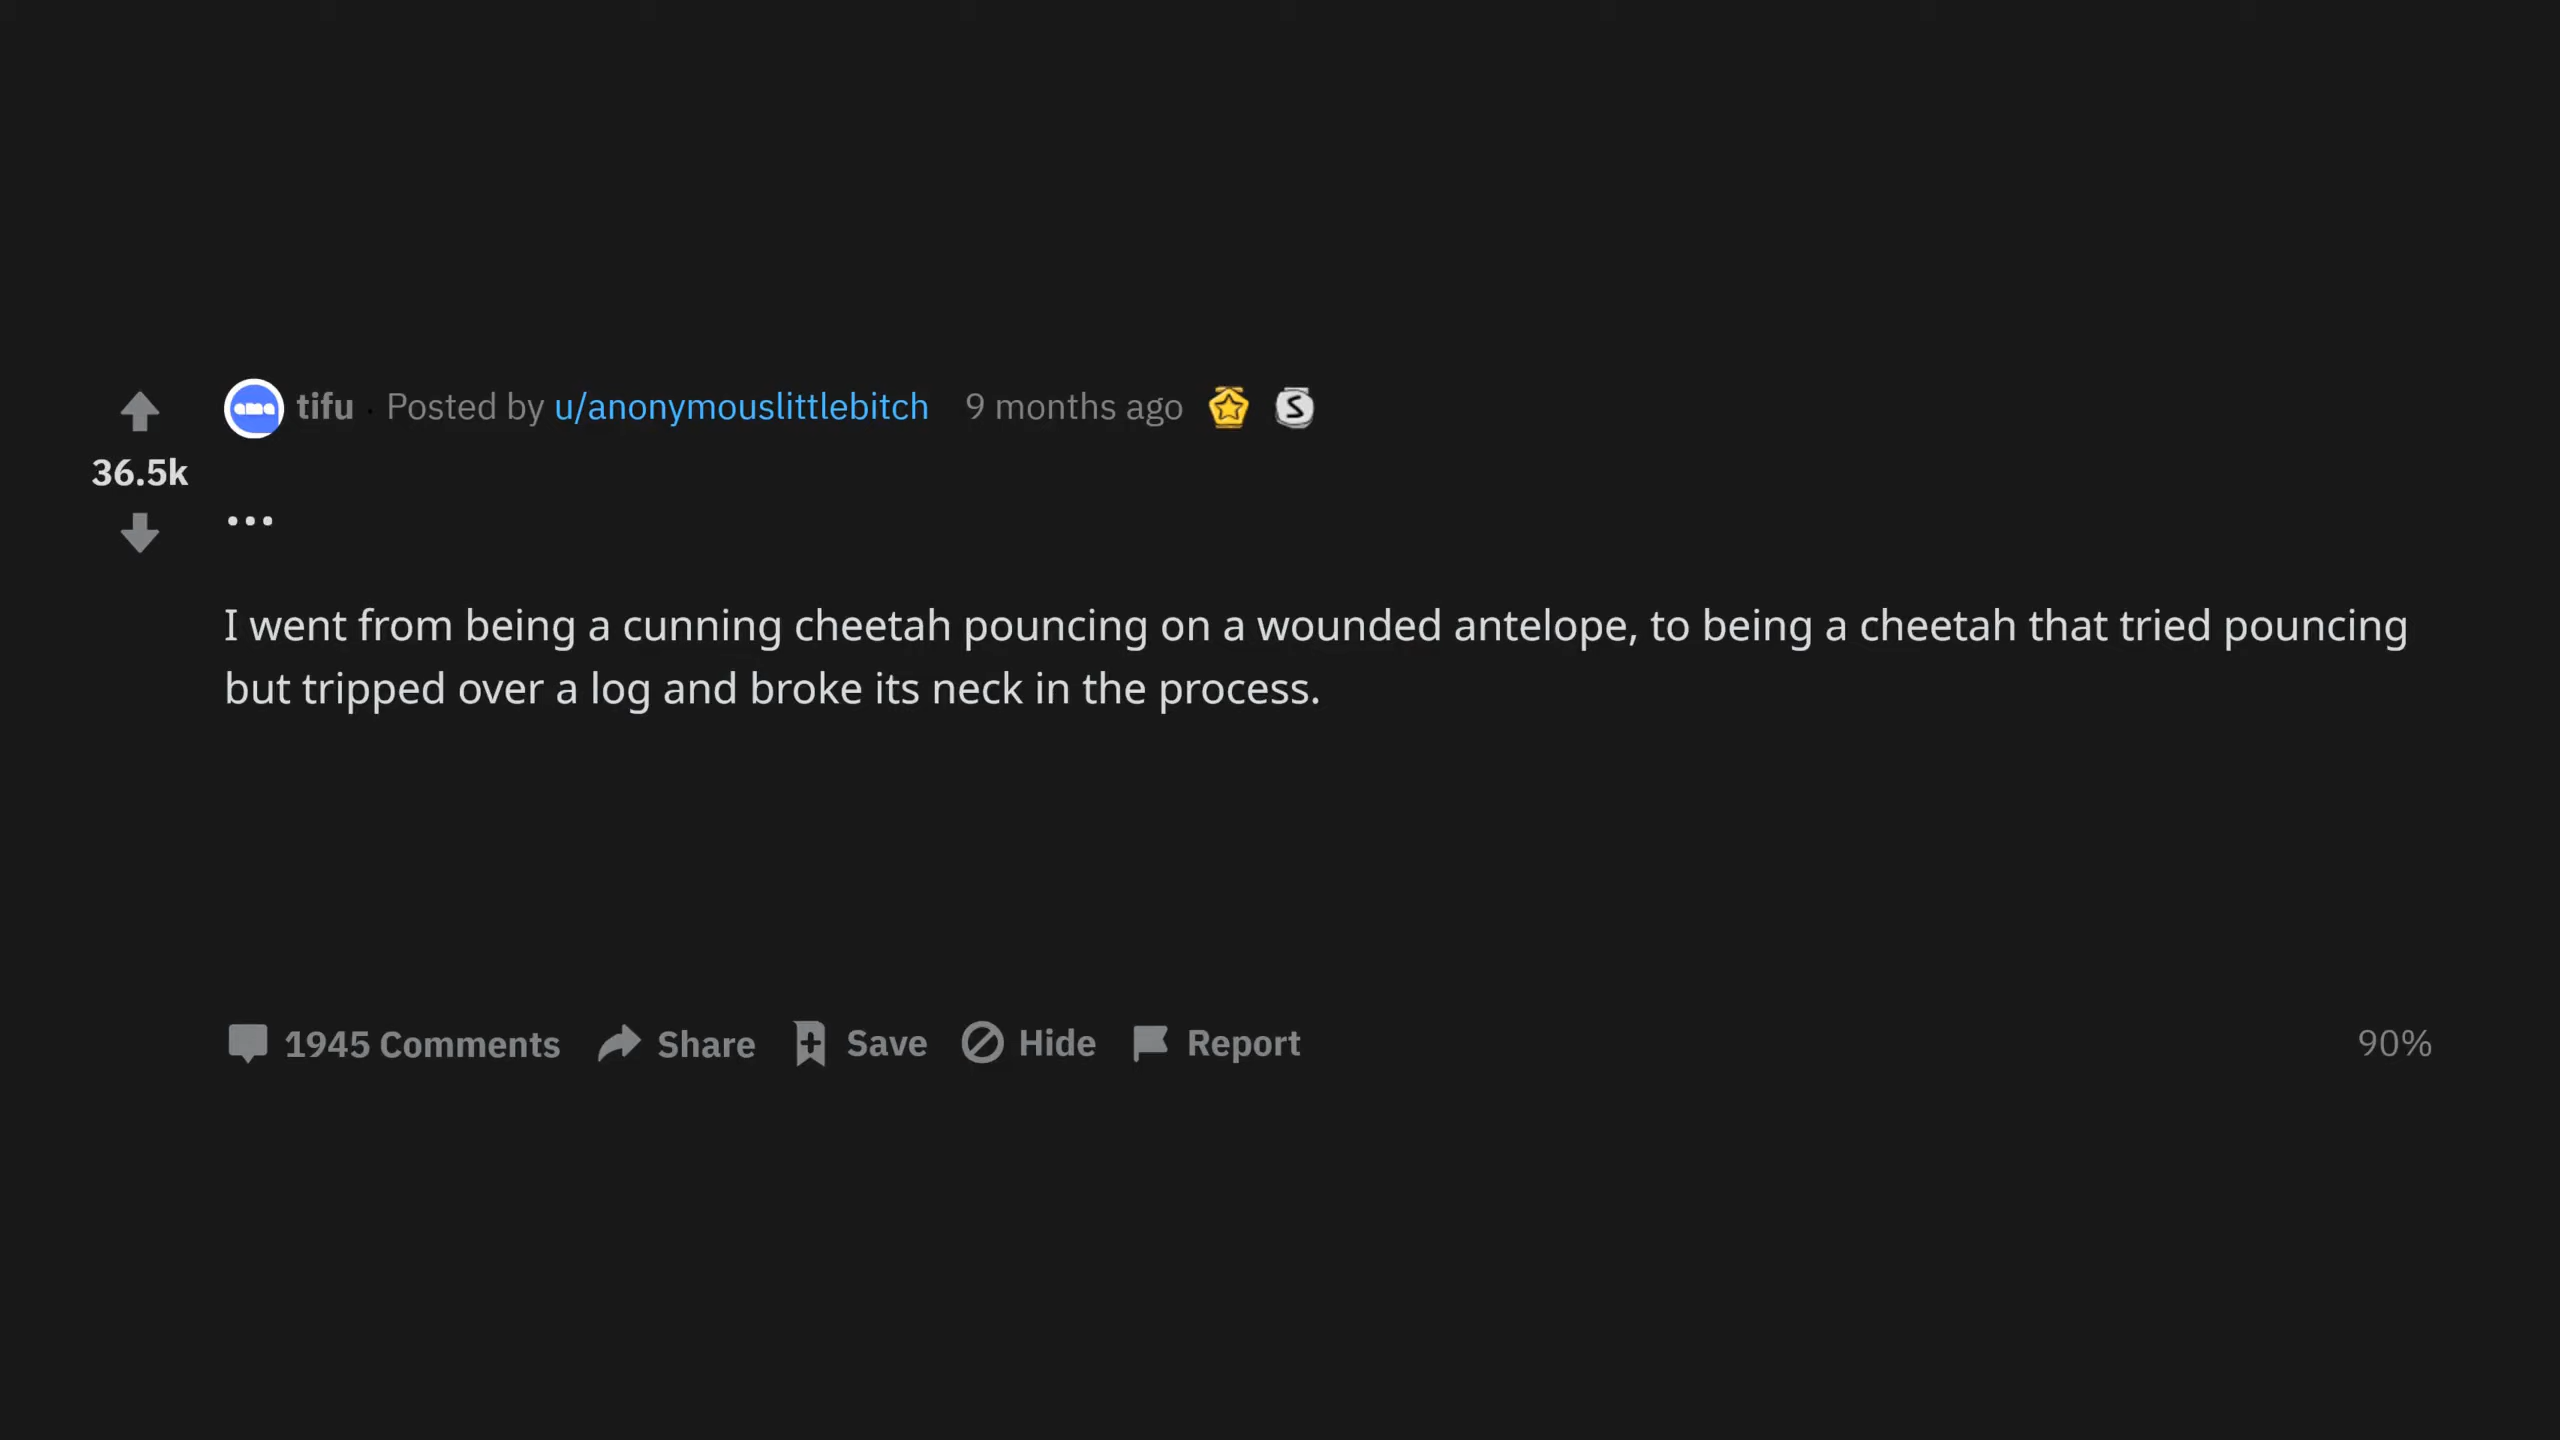 tifu · Posted by u/anonymouslittlebitch 9 months ago
36.5k
...
I went from being a cunning cheetah pouncing on a wounded antelope, to being a cheetah that tried pouncing
but tripped over a log and broke its neck in the process.
1945 Comments Share Save Hide Report 90%